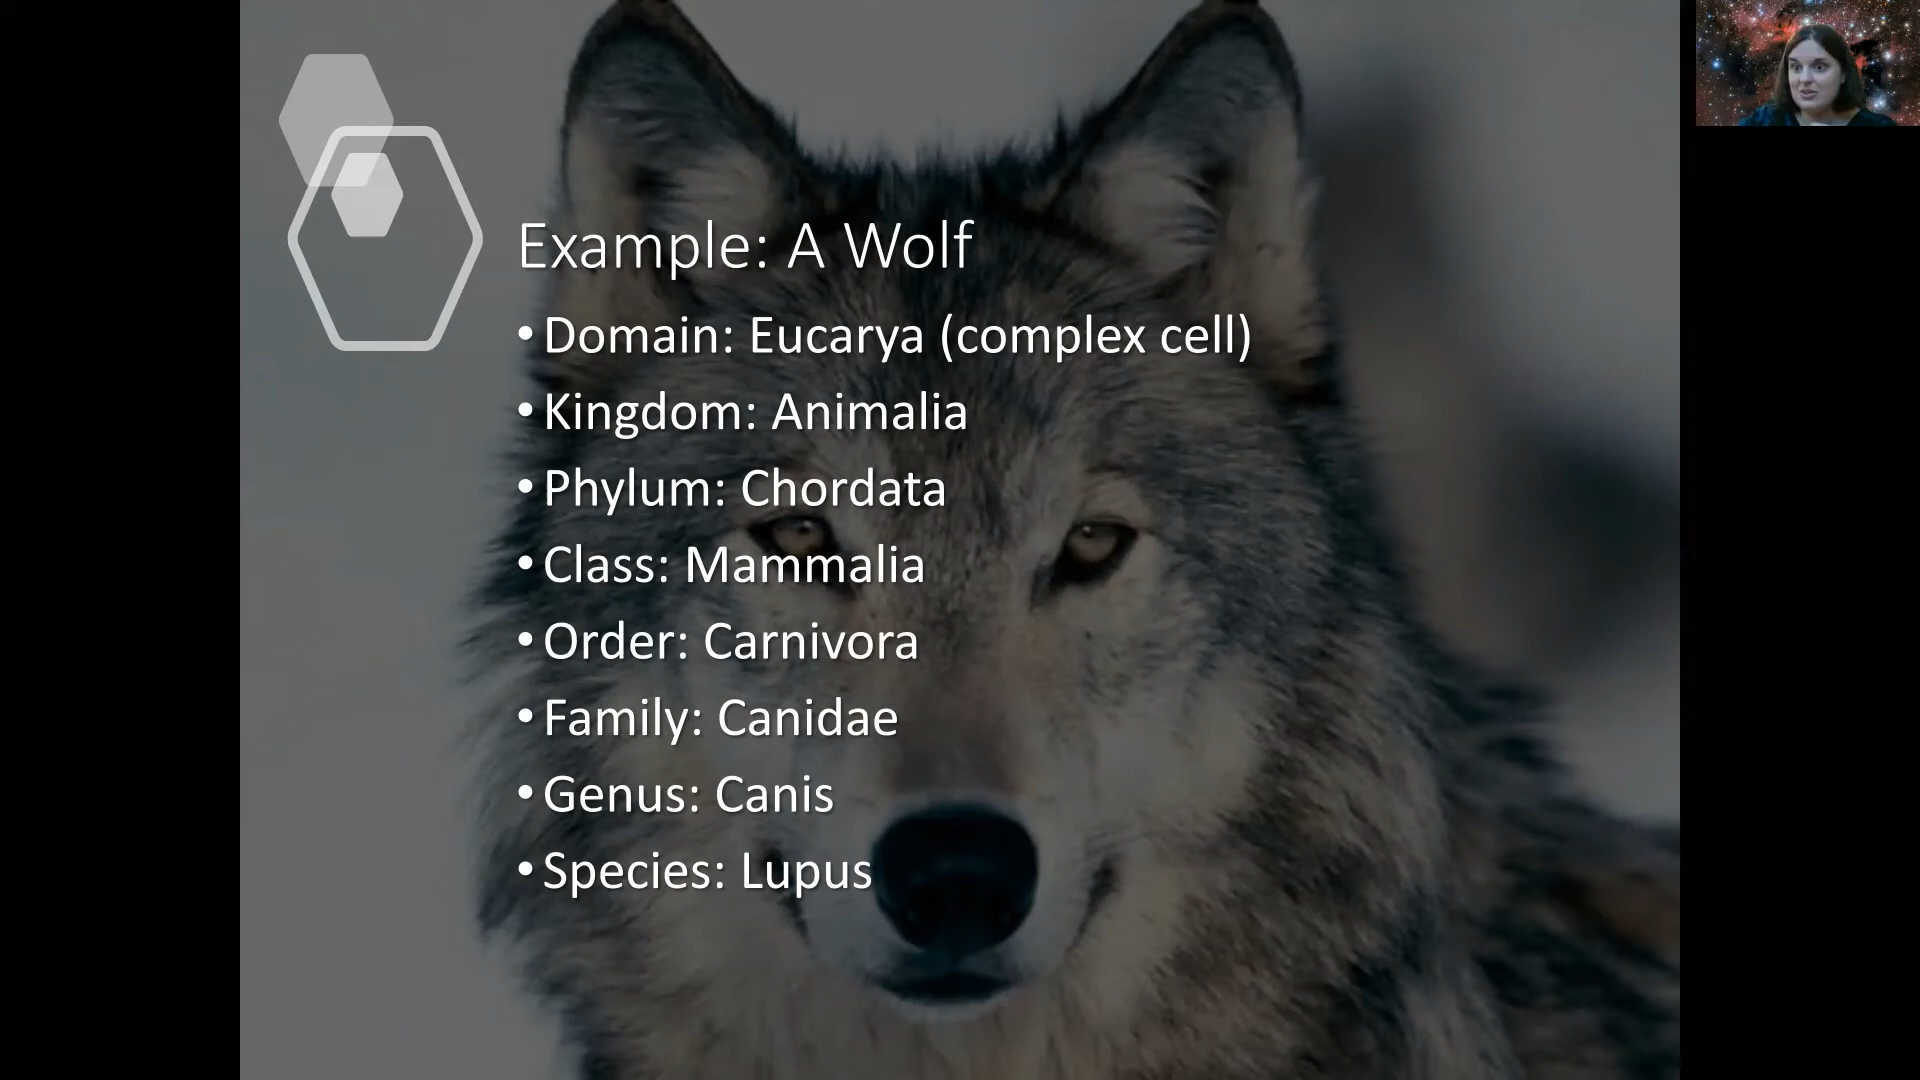 Example: A Wolf
• Domain: Eucarya (complex cell)
• Kingdom: Animalia
• Phylum: Chordata
• Class: Mammalia
• Order: Carnivora
• Family: Canidae
• Genus: Canis
• Species: Lupus